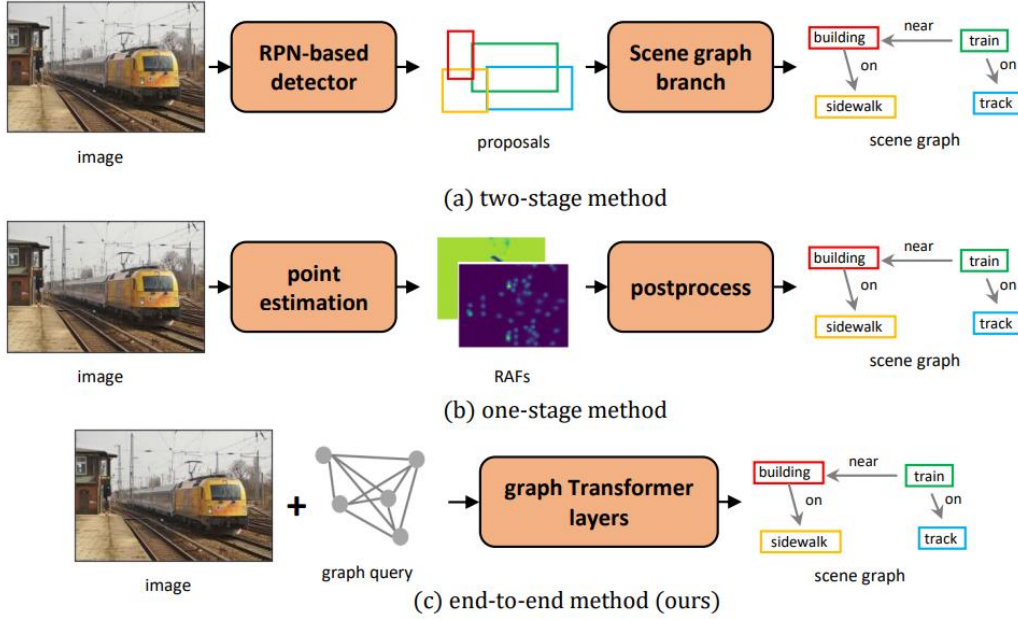 RPN-based
detector
Scene graph
branch
building
near
train
on
on
sidewalk
track
image
proposals
scene graph
(a) two-stage method
point
estimation
postprocess
building
near
train
on
on
sidewalk
track
image
RAFs
scene graph
(b) one-stage method
+
graph Transformer
layers
building
near
train
on
on
sidewalk
track
image
graph query
scene graph
(c) end-to-end method (ours)